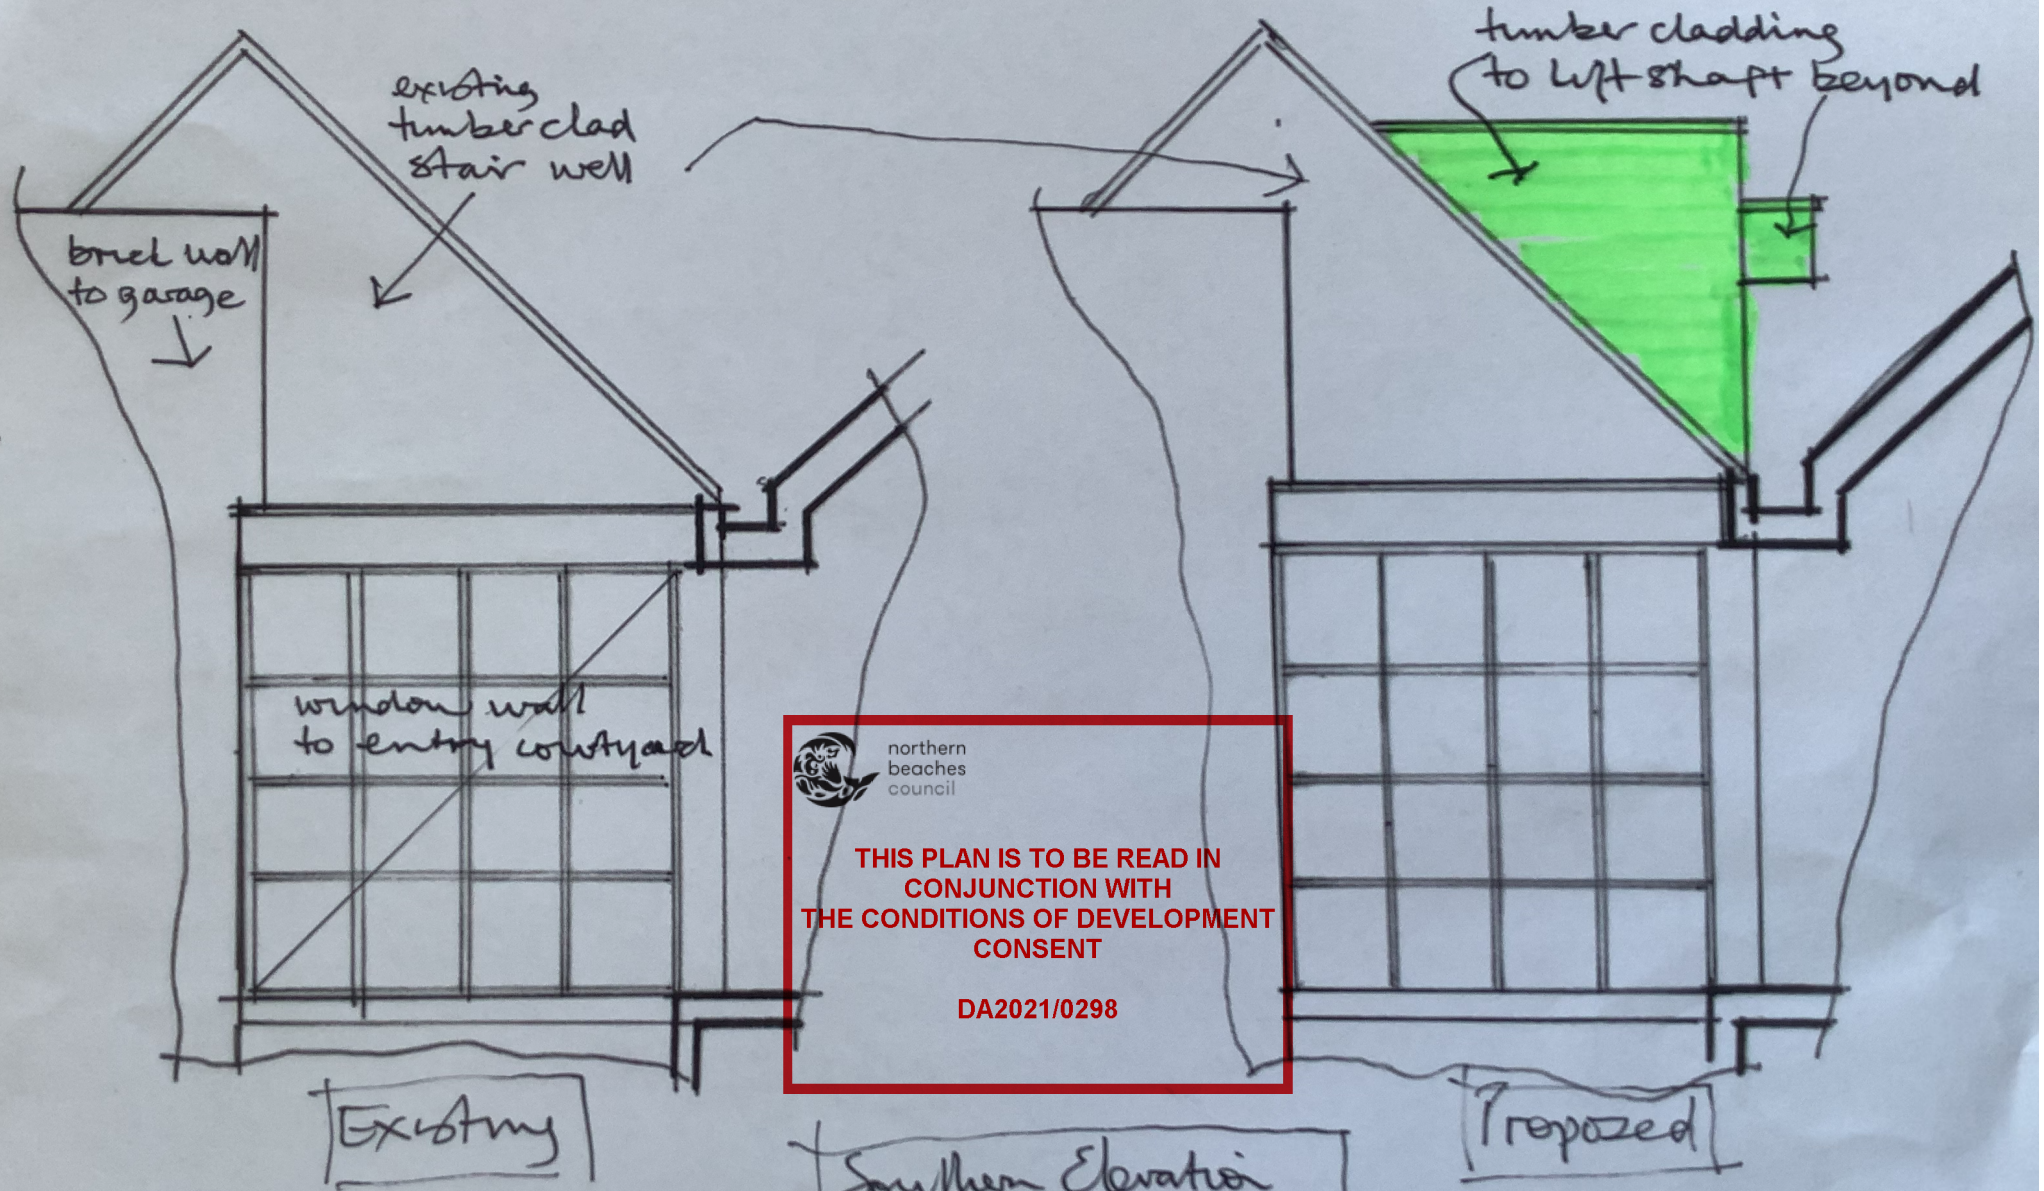 existing
timber clad
stair well
brick wall
to garage
window wall
to entry courtyard
timber cladding
to lift shaft beyond
northern
beaches
council
THIS PLAN IS TO BE READ IN
CONJUNCTION WITH
THE CONDITIONS OF DEVELOPMENT
CONSENT
DA2021/0298
Existing
Southern Elevation
Proposed